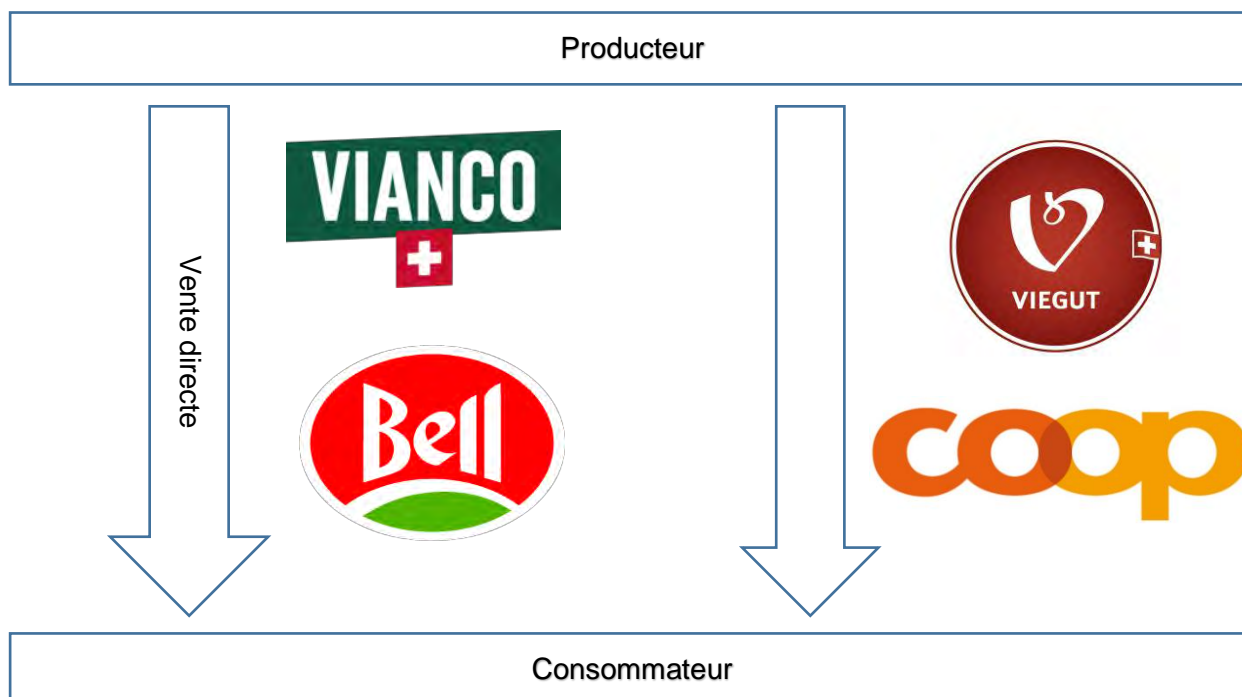 Producteur
Vente directe
VIANCO
Bell
VIEGUT
coop
Consommateur